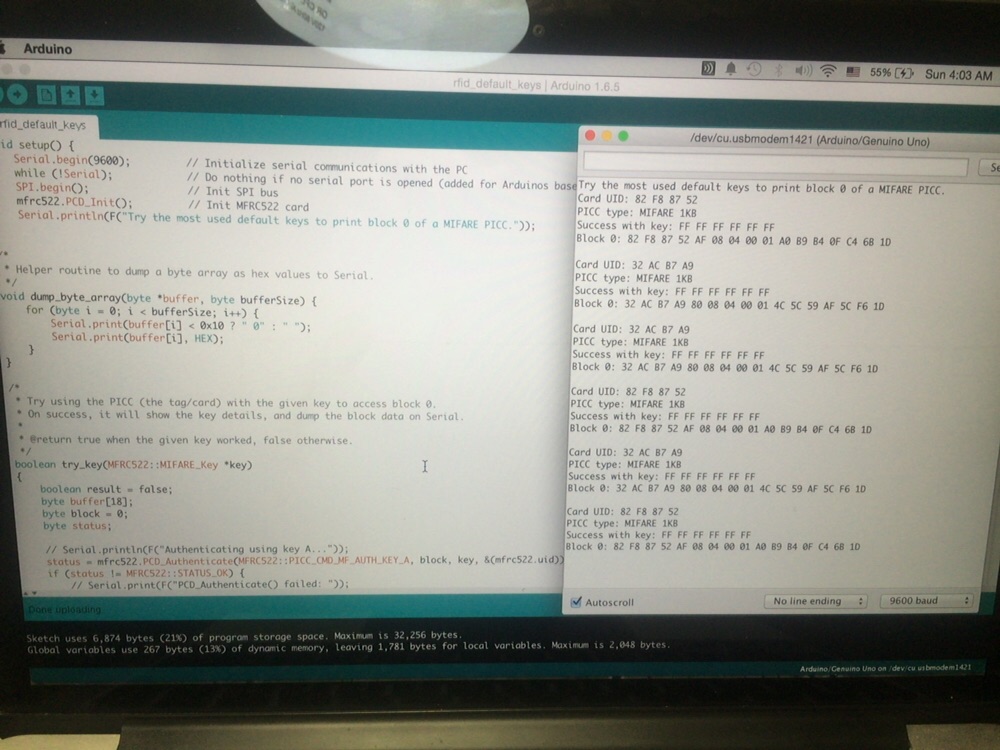 Arduino
55%
Sun 4:03 AM
rfid_default_keys | Arduino 1.6.5
rfid_default_keys
id setup() {
Serial.begin(9600); // Initialize serial communications with the PC
while (!Serial); // Do nothing if no serial port is opened (added for Arduinos base
SPI.begin(); // Init SPI bus
mfrc522.PCD_Init(); // Init MFRC522 card
Serial.println(F("Try the most used default keys to print block 0 of a MIFARE PICC."));
/*
* Helper routine to dump a byte array as hex values to Serial.
*/
void dump_byte_array(byte *buffer, byte bufferSize) {
for (byte i = 0; i < bufferSize; i++) {
Serial.print(buffer[i] < 0x10 ? " 0" : " ");
Serial.print(buffer[i], HEX);
}
}
/*
* Try using the PICC (the tag/card) with the given key to access block 0.
* On success, it will show the key details, and dump the block data on Serial.
*
* @return true when the given key worked, false otherwise.
*/
boolean try_key(MFRC522::MIFARE_Key *key)
{
boolean result = false;
byte buffer[18];
byte block = 0;
byte status;
// Serial.println(F("Authenticating using key A..."));
status = mfrc522.PCD_Authenticate(MFRC522::PICC_CMD_MF_AUTH_KEY_A, block, key, &(mfrc522.uid))
if (status != MFRC522::STATUS_OK) {
// Serial.print(F("PCD_Authenticate() failed: "));
Done uploading.
Sketch uses 6,874 bytes (21%) of program storage space. Maximum is 32,256 bytes.
Global variables use 267 bytes (13%) of dynamic memory, leaving 1,781 bytes for local variables. Maximum is 2,048 bytes.
Arduino/Genuino Uno on /dev/cu.usbmodem1421
/dev/cu.usbmodem1421 (Arduino/Genuino Uno)
Se
Try the most used default keys to print block 0 of a MIFARE PICC.
Card UID: 82 F8 87 52
PICC type: MIFARE 1KB
Success with key: FF FF FF FF FF FF
Block 0: 82 F8 87 52 AF 08 04 00 01 A0 B9 B4 0F C4 6B 1D
Card UID: 32 AC B7 A9
PICC type: MIFARE 1KB
Success with key: FF FF FF FF FF FF
Block 0: 32 AC B7 A9 80 08 04 00 01 4C 5C 59 AF 5C F6 1D
Card UID: 32 AC B7 A9
PICC type: MIFARE 1KB
Success with key: FF FF FF FF FF FF
Block 0: 32 AC B7 A9 80 08 04 00 01 4C 5C 59 AF 5C F6 1D
Card UID: 82 F8 87 52
PICC type: MIFARE 1KB
Success with key: FF FF FF FF FF FF
Block 0: 82 F8 87 52 AF 08 04 00 01 A0 B9 B4 0F C4 6B 1D
Card UID: 32 AC B7 A9
PICC type: MIFARE 1KB
Success with key: FF FF FF FF FF FF
Block 0: 32 AC B7 A9 80 08 04 00 01 4C 5C 59 AF 5C F6 1D
Card UID: 82 F8 87 52
PICC type: MIFARE 1KB
Success with key: FF FF FF FF FF FF
Block 0: 82 F8 87 52 AF 08 04 00 01 A0 B9 B4 0F C4 6B 1D
Autoscroll
No line ending
9600 baud